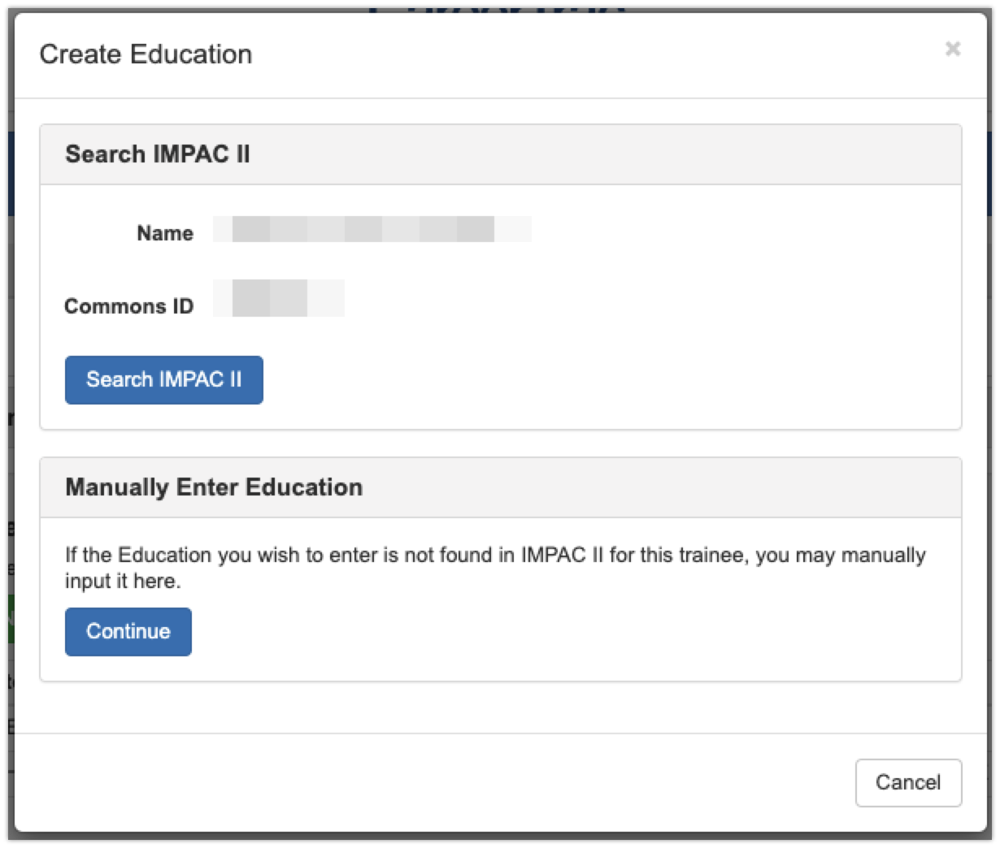 Create Education
×
Search IMPAC II
Name
Commons ID
Search IMPAC II
Manually Enter Education
If the Education you wish to enter is not found in IMPAC II for this trainee, you may manually
input it here.
Continue
Cancel